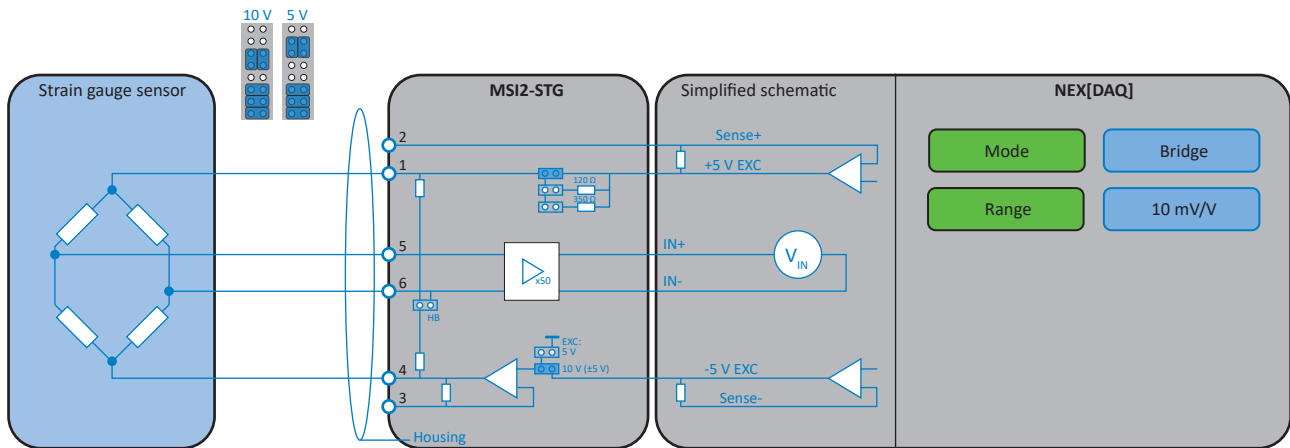 10 V 5 V
Strain gauge sensor
MSI2-STG
Simplified schematic
NEX[DAQ]
2
Sense+
1
+5 V EXC
120 Ω
350 Ω
Mode
Bridge
Range
10 mV/V
5
IN+
x50
VIN
6
IN-
HB
EXC:
5 V
10 V (±5 V)
4
-5 V EXC
3
Sense-
Housing